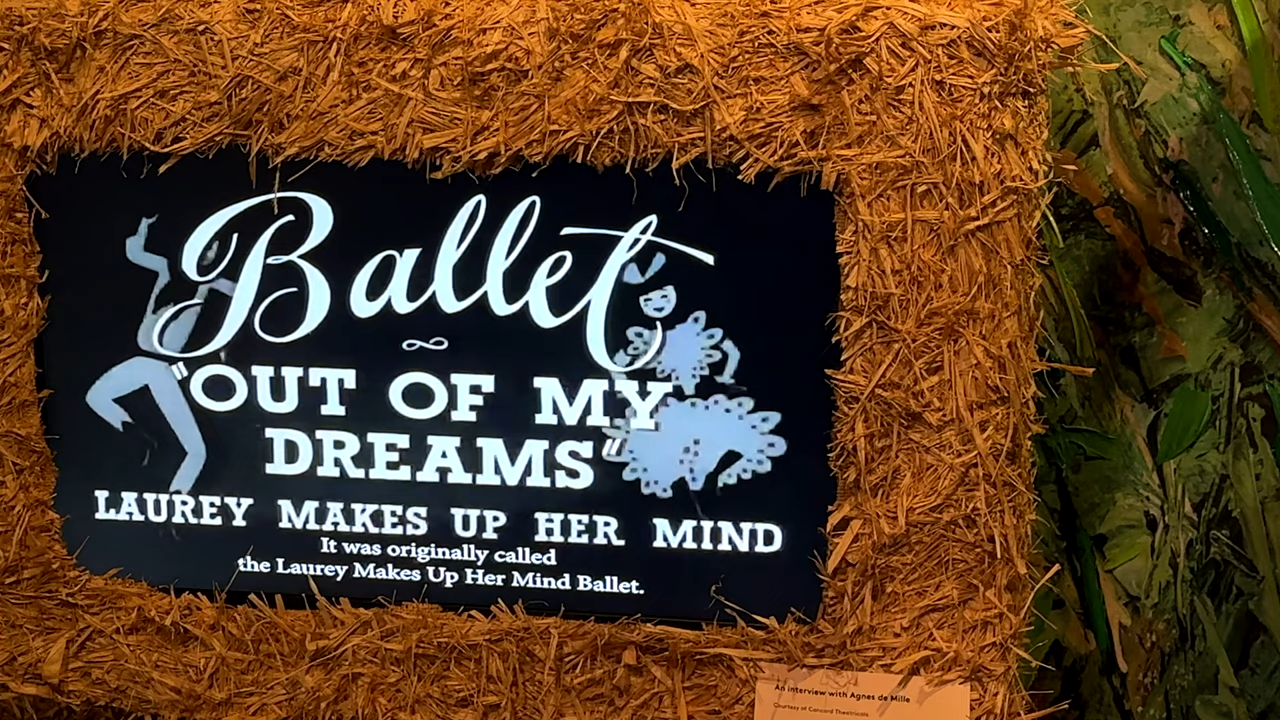 Ballet
"OUT OF MY
DREAMS"
LAUREY MAKES UP HER MIND
It was originally called
the Laurey Makes Up Her Mind Ballet.
An interview with Agnes de Mille
Courtesy of Concord Theatricals